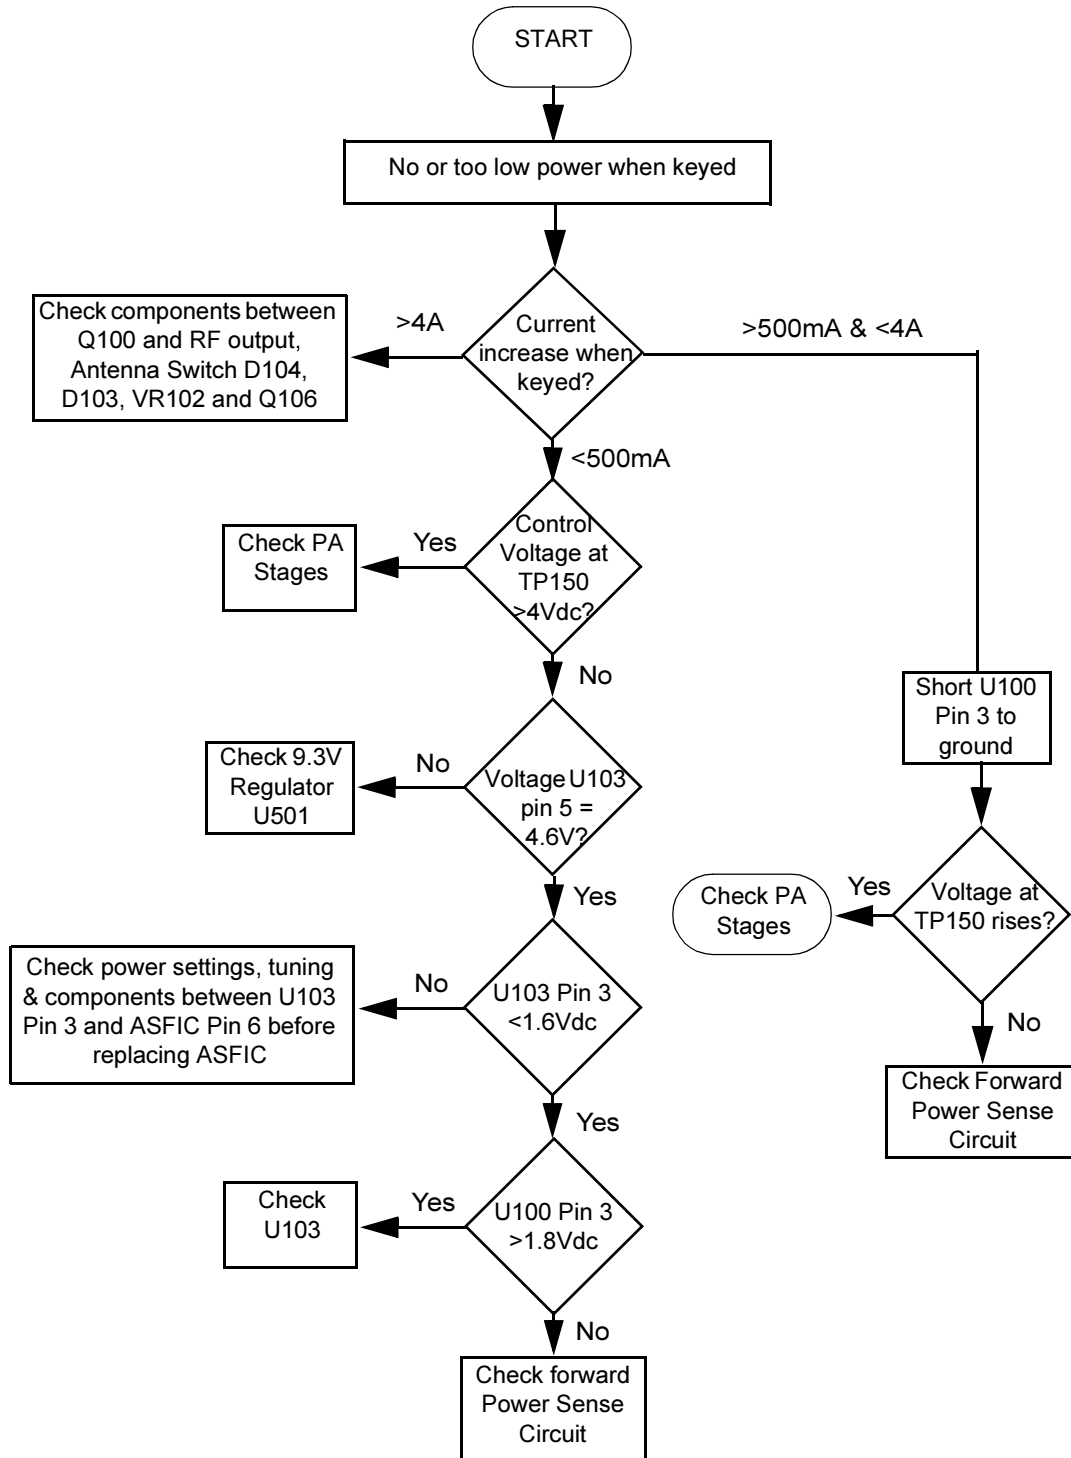 START
No or too low power when keyed
Check components between
Q100 and RF output,
Antenna Switch D104,
D103, VR102 and Q106
>4A
Current
increase when
keyed?
>500mA & <4A
<500mA
Check PA
Stages
Yes
Control
Voltage at
TP150
>4Vdc?
No
Short U100
Pin 3 to
ground
Check 9.3V
Regulator
U501
No
Voltage U103
pin 5 =
4.6V?
Yes
Check PA
Stages
Yes
Voltage at
TP150 rises?
No
Check power settings, tuning
& components between U103
Pin 3 and ASFIC Pin 6 before
replacing ASFIC
No
U103 Pin 3
<1.6Vdc
Yes
Check Forward
Power Sense
Circuit
Check
U103
Yes
U100 Pin 3
>1.8Vdc
No
Check forward
Power Sense
Circuit